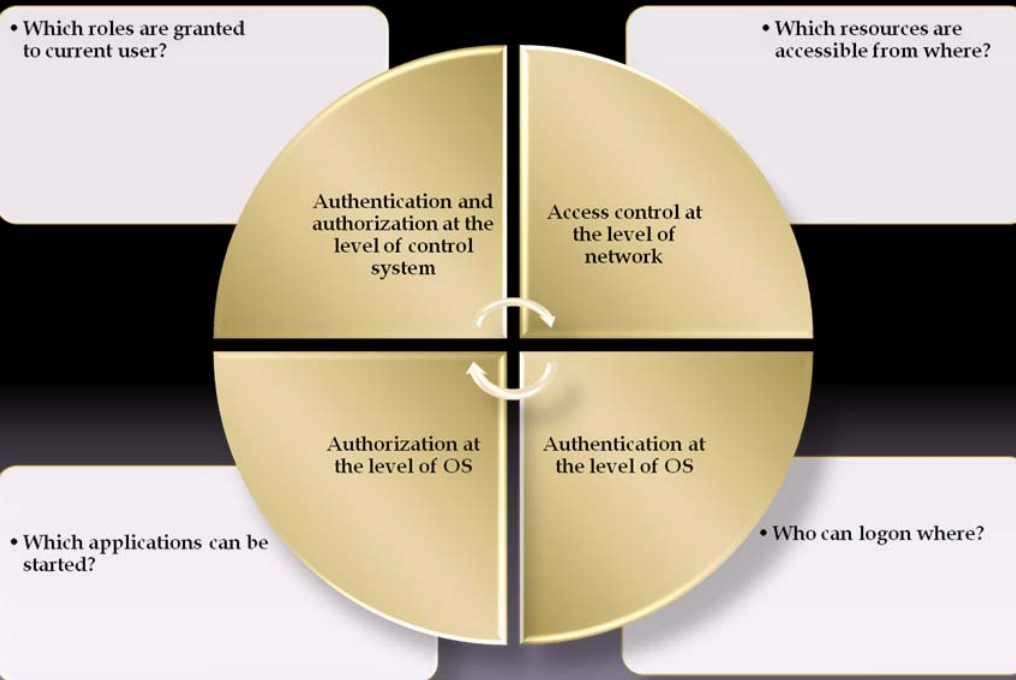 • Which roles are granted
to current user?
• Which resources are
accessible from where?
Authentication and
authorization at the
level of control
system
Access control at
the level of
network
Authorization at
the level of OS
Authentication at
the level of OS
• Which applications can be
started?
• Who can logon where?